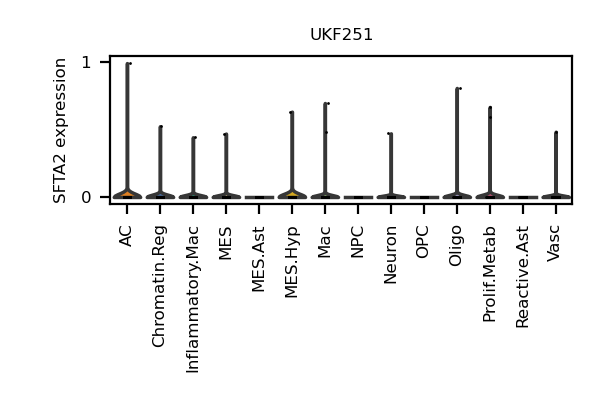 UKF251
SFTA2 expression
1
0
AC
Chromatin.Reg
Inflammatory.Mac
MES
MES.Ast
MES.Hyp
Mac
NPC
Neuron
OPC
Oligo
Prolif.Metab
Reactive.Ast
Vasc